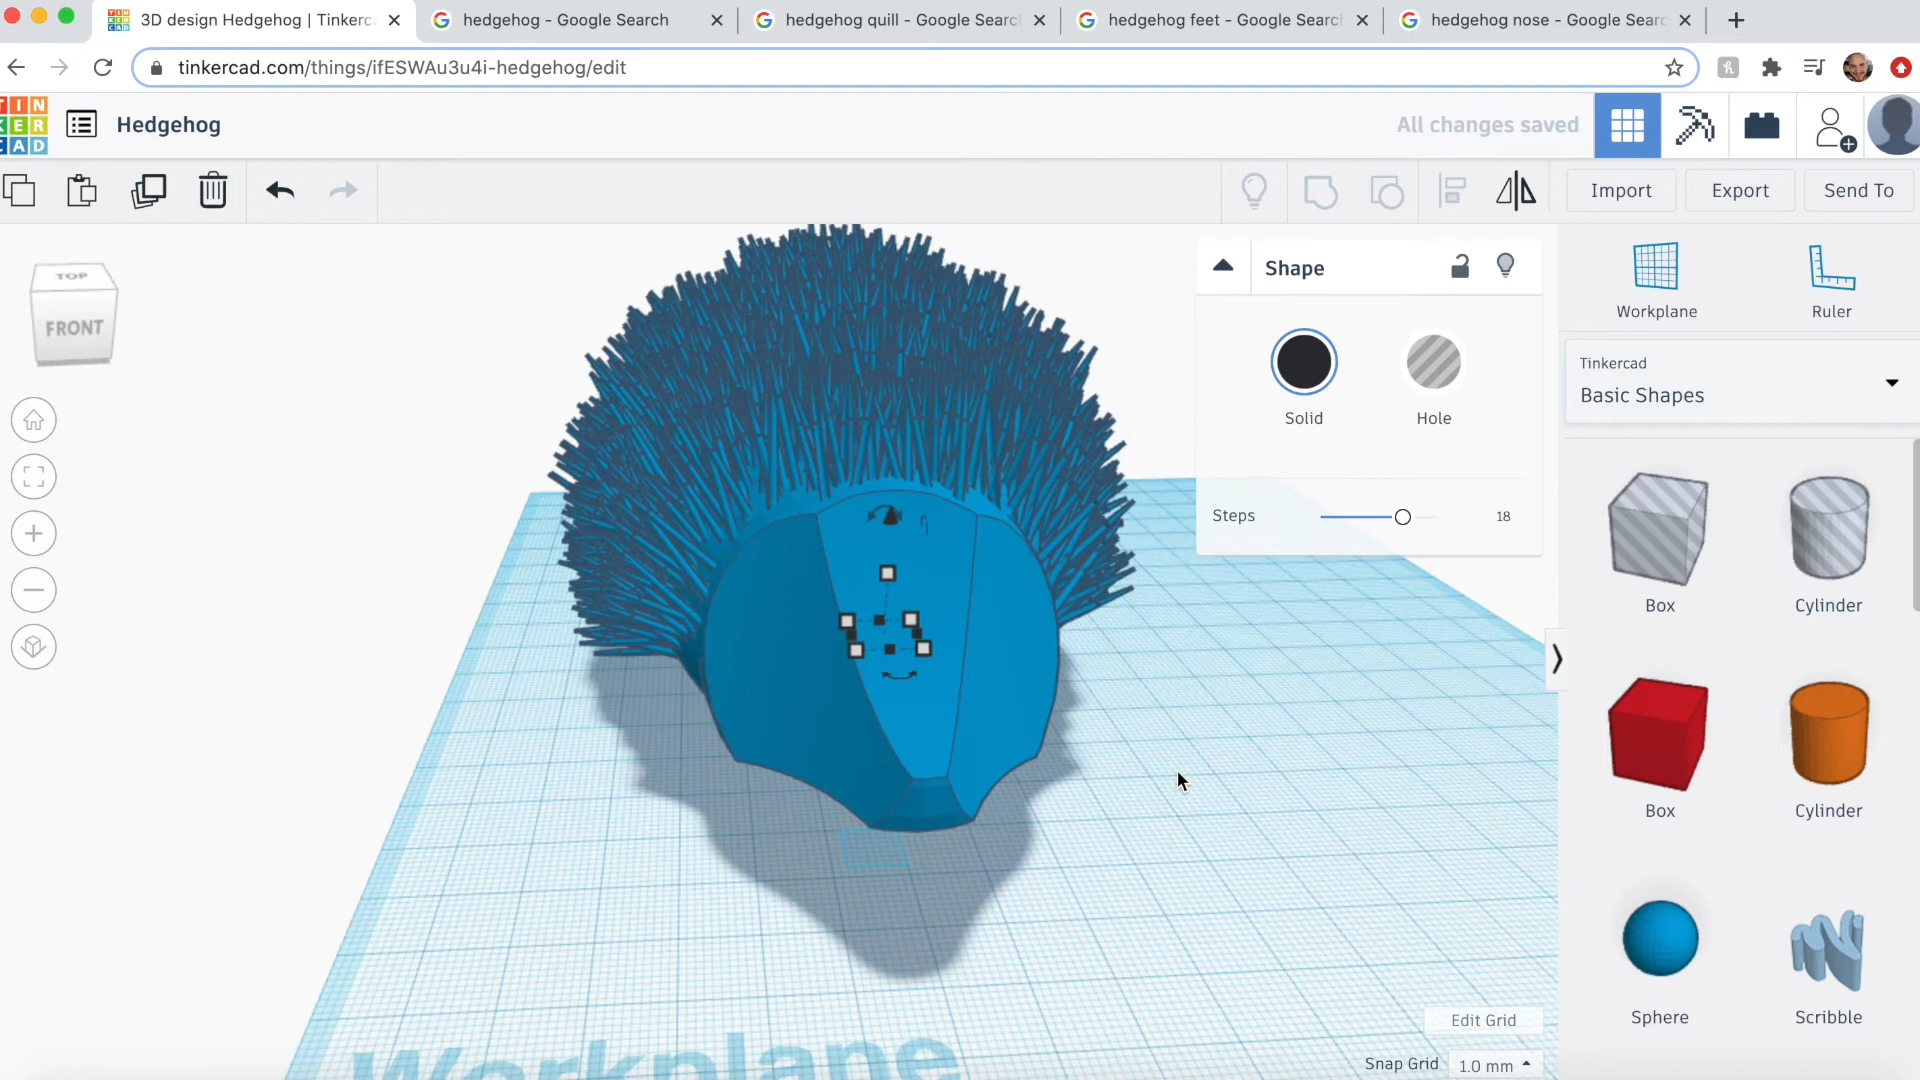 3D design Hedgehog | Tinkerca
hedgehog - Google Search
hedgehog quill - Google Search
hedgehog feet - Google Search
hedgehog nose - Google Searc
tinkercad.com/things/ifESWAu3u4i-hedgehog/edit
TIN
KER
CAD
Hedgehog
All changes saved
Import
Export
Send To
TOP
FRONT
Shape
Solid
Hole
Steps
18
Workplane
Ruler
Tinkercad
Basic Shapes
Box
Cylinder
Box
Cylinder
Sphere
Scribble
Workplane
Edit Grid
Snap Grid
1.0 mm